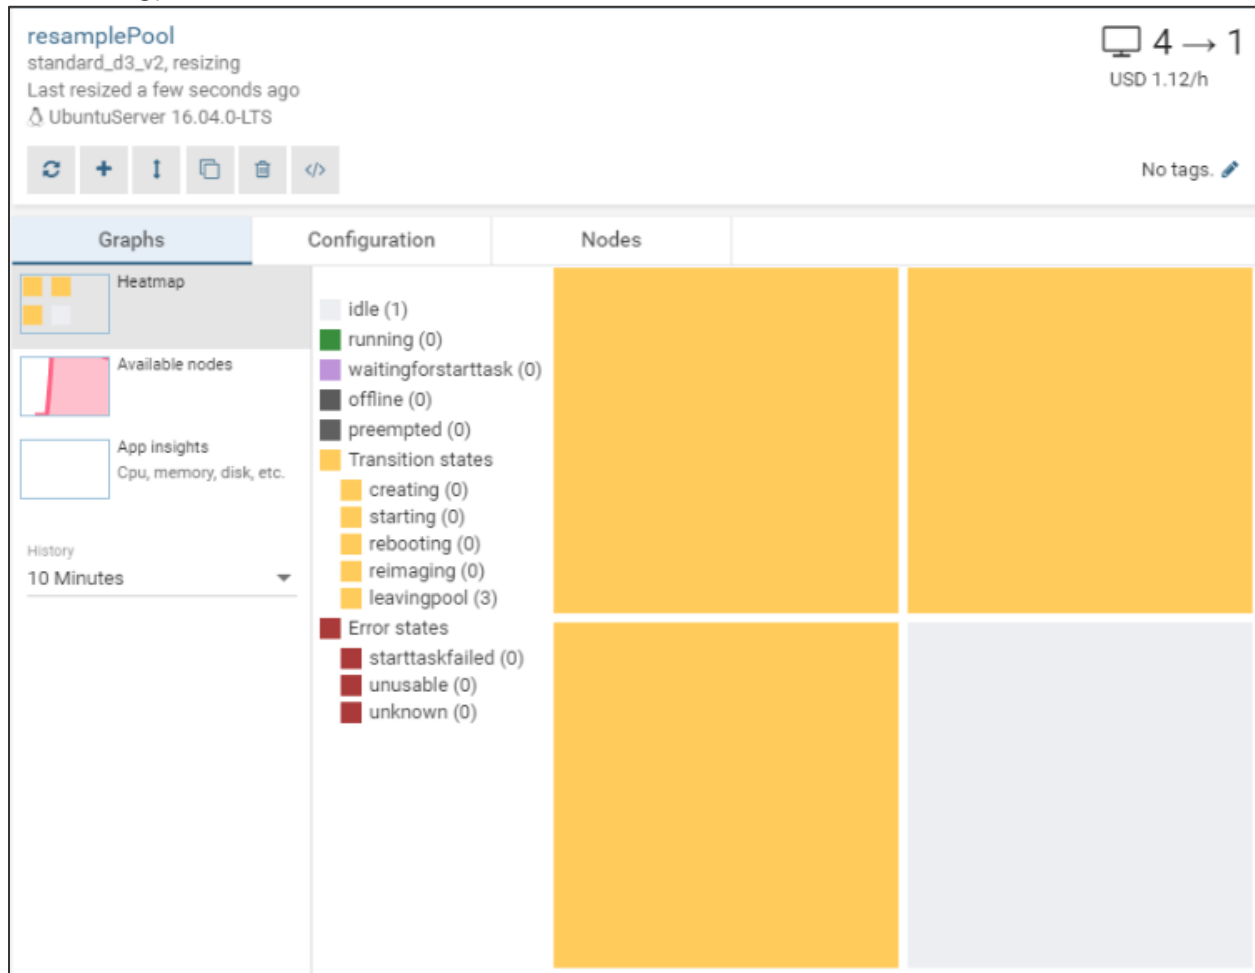 resamplePool
standard_d3_v2, resizing
Last resized a few seconds ago
UbuntuServer 16.04.0-LTS
4 → 1
USD 1.12/h
No tags.
Graphs
Configuration
Nodes
Heatmap
Available nodes
App insights
Cpu, memory, disk, etc.
History
10 Minutes
idle (1)
running (0)
waitingforstarttask (0)
offline (0)
preempted (0)
Transition states
creating (0)
starting (0)
rebooting (0)
reimaging (0)
leavingpool (3)
Error states
starttaskfailed (0)
unusable (0)
unknown (0)